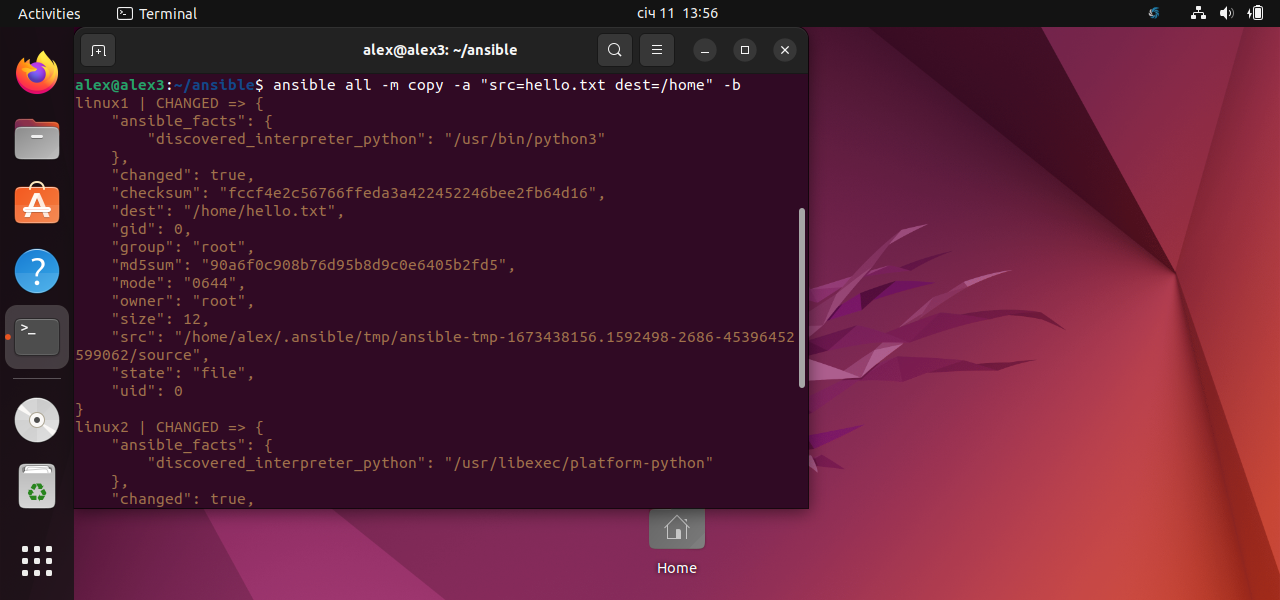 Activities
Terminal
січ 11 13:56
alex@alex3: ~/ansible
alex@alex3:~/ansible$ ansible all -m copy -a "src=hello.txt dest=/home" -b
linux1 | CHANGED => {
    "ansible_facts": {
        "discovered_interpreter_python": "/usr/bin/python3"
    },
    "changed": true,
    "checksum": "fccf4e2c56766ffeda3a422452246bee2fb64d16",
    "dest": "/home/hello.txt",
    "gid": 0,
    "group": "root",
    "md5sum": "90a6f0c908b76d95b8d9c0e6405b2fd5",
    "mode": "0644",
    "owner": "root",
    "size": 12,
    "src": "/home/alex/.ansible/tmp/ansible-tmp-1673438156.1592498-2686-45396452
599062/source",
    "state": "file",
    "uid": 0
}
linux2 | CHANGED => {
    "ansible_facts": {
        "discovered_interpreter_python": "/usr/libexec/platform-python"
    },
    "changed": true,
Home